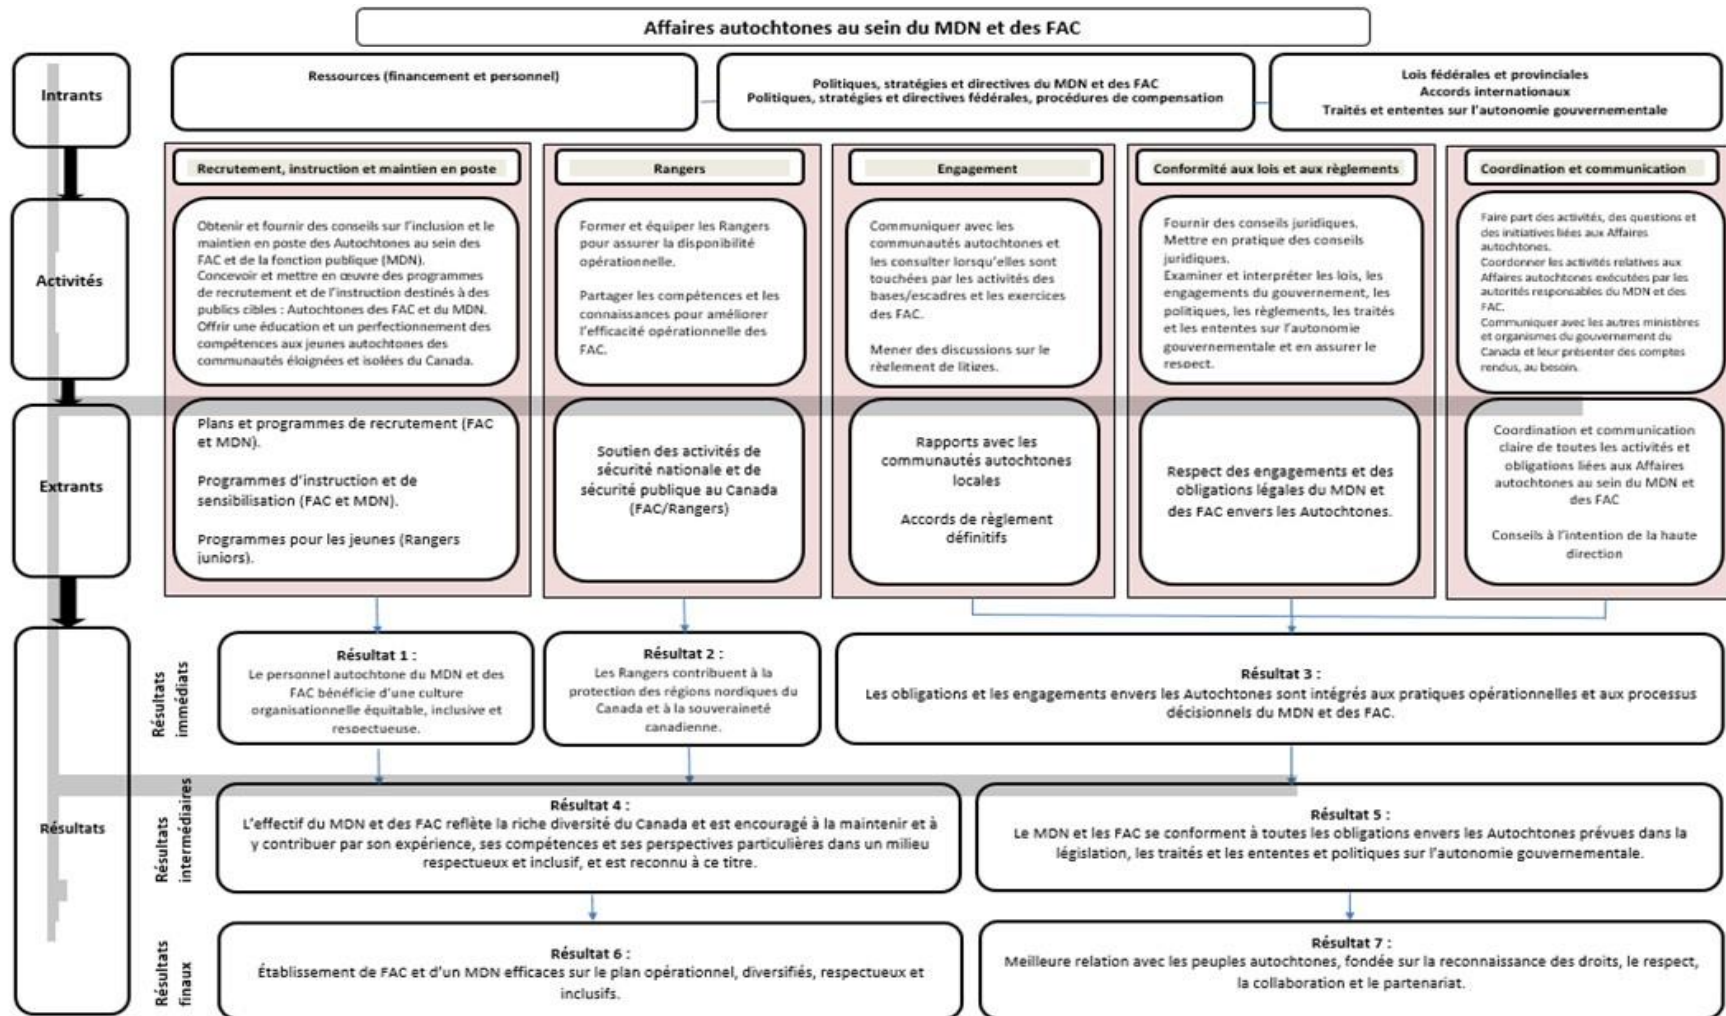 Affaires autochtones au sein du MDN et des FAC
Intrants
Ressources (financement et personnel)
Politiques, stratégies et directives du MDN et des FAC
Politiques, stratégies et directives fédérales, procédures de compensation
Lois fédérales et provinciales
Accords internationaux
Traités et ententes sur l'autonomie gouvernementale
Recrutement, instruction et maintien en poste
Rangers
Engagement
Conformité aux lois et aux règlements
Coordination et communication
Activités
Obtenir et fournir des conseils sur l'inclusion et le
maintien en poste des Autochtones au sein des
FAC et de la fonction publique (MDN).
Concevoir et mettre en œuvre des programmes
de recrutement et de l'instruction destinés à des
publics cibles : Autochtones des FAC et du MDN.
Offrir une éducation et un perfectionnement des
compétences aux jeunes autochtones des
communautés éloignées et isolées du Canada.
Former et équiper les Rangers
pour assurer la disponibilité
opérationnelle.
Partager les compétences et les
connaissances pour améliorer
l'efficacité opérationnelle des
FAC.
Communiquer avec les
communautés autochtones et
les consulter lorsqu'elles sont
touchées par les activités des
bases/escadres et les exercices
des FAC.
Mener des discussions sur le
règlement de litiges.
Fournir des conseils juridiques.
Mettre en pratique des conseils
juridiques.
Examiner et interpréter les lois, les
engagements du gouvernement, les
politiques, les règlements, les traités
et les ententes sur l'autonomie
gouvernementale et en assurer le
respect.
Faire part des activités, des questions et
des initiatives liées aux Affaires
autochtones.
Coordonner les activités relatives aux
Affaires autochtones exécutées par les
autorités responsables du MDN et des
FAC.
Communiquer avec les autres ministères
et organismes du gouvernement du
Canada et leur présenter des comptes
rendus, au besoin.
Extrants
Plans et programmes de recrutement (FAC
et MDN).
Programmes d'instruction et de
sensibilisation (FAC et MDN).
Programmes pour les jeunes (Rangers
juniors).
Soutien des activités de
sécurité nationale et de
sécurité publique au Canada
(FAC/Rangers)
Rapports avec les
communautés autochtones
locales
Accords de règlement
définitifs
Respect des engagements et des
obligations légales du MDN et
des FAC envers les Autochtones.
Coordination et communication
claire de toutes les activités et
obligations liées aux Affaires
autochtones au sein du MDN et
des FAC
Conseils à l'intention de la haute
direction
Résultats
Résultats
immédiats
Résultat 1 :
Le personnel autochtone du MDN et des
FAC bénéficie d'une culture
organisationnelle équitable, inclusive et
respectueuse.
Résultat 2 :
Les Rangers contribuent à la
protection des régions nordiques du
Canada et à la souveraineté
canadienne.
Résultat 3 :
Les obligations et les engagements envers les Autochtones sont intégrés aux pratiques opérationnelles et aux processus
décisionnels du MDN et des FAC.
Résultats
intermédiaires
Résultat 4 :
L'effectif du MDN et des FAC reflète la riche diversité du Canada et est encouragé à la maintenir et à
y contribuer par son expérience, ses compétences et ses perspectives particulières dans un milieu
respectueux et inclusif, et est reconnu à ce titre.
Résultat 5 :
Le MDN et les FAC se conforment à toutes les obligations envers les Autochtones prévues dans la
législation, les traités et les ententes et politiques sur l'autonomie gouvernementale.
Résultats
finaux
Résultat 6 :
Établissement de FAC et d'un MDN efficaces sur le plan opérationnel, diversifiés, respectueux et
inclusifs.
Résultat 7 :
Meilleure relation avec les peuples autochtones, fondée sur la reconnaissance des droits, le respect,
la collaboration et le partenariat.